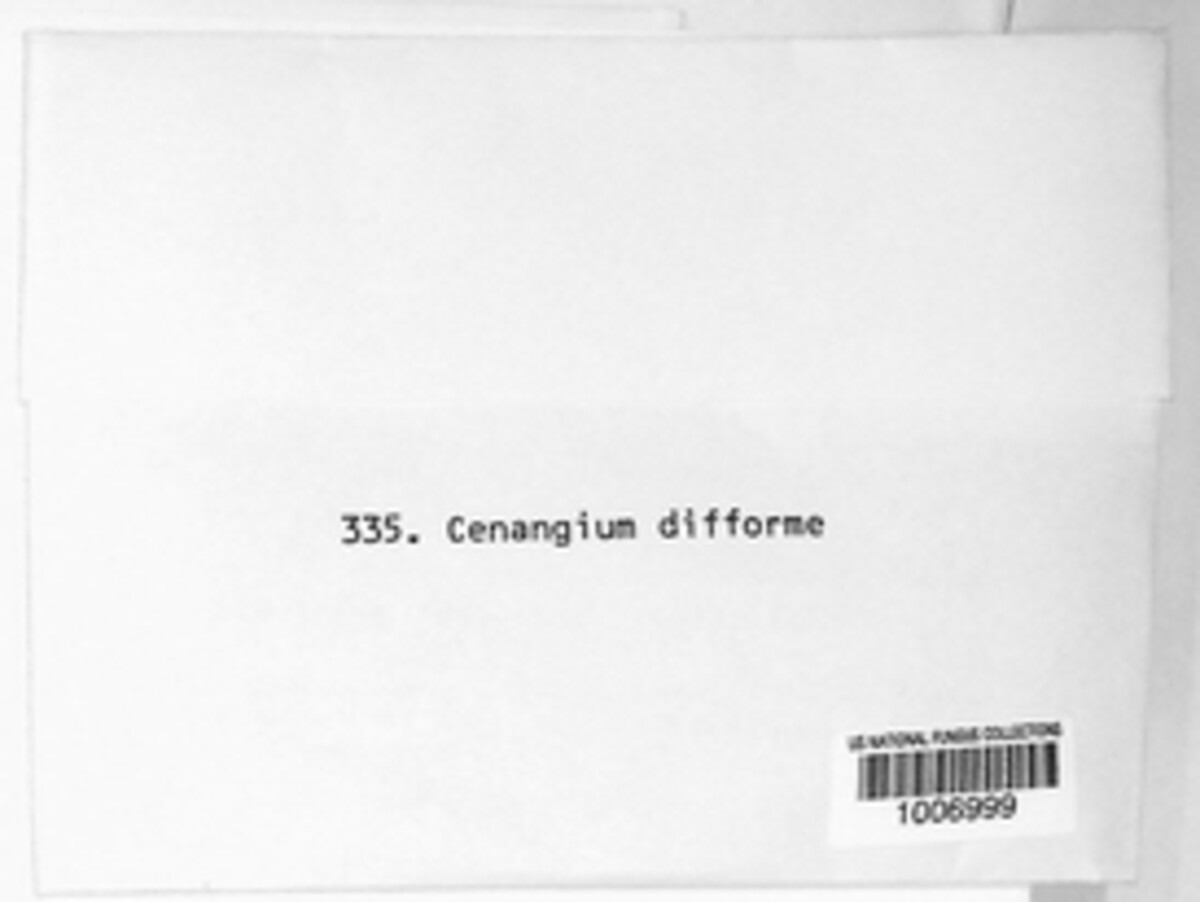 335. Cenangium difforme
US NATIONAL FUNGUS COLLECTIONS
1006999